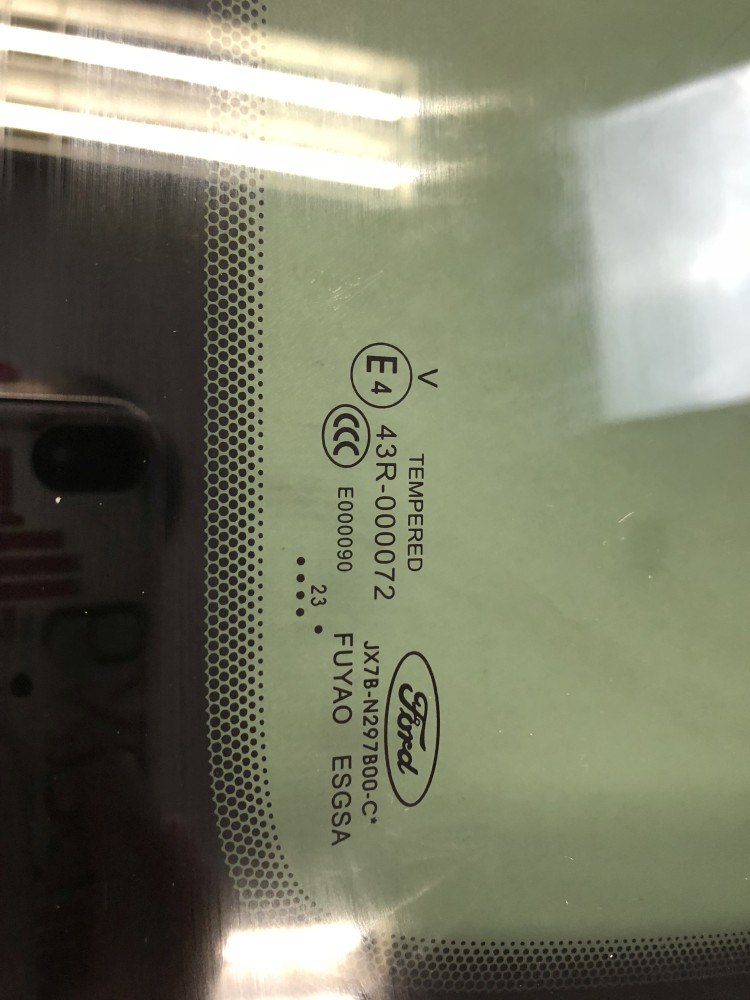 V
E4
TEMPERED
43R-000072
CCC
E000090
•••• 23 •
Ford
JX7B-N297B00-C*
FUYAO ESGSA